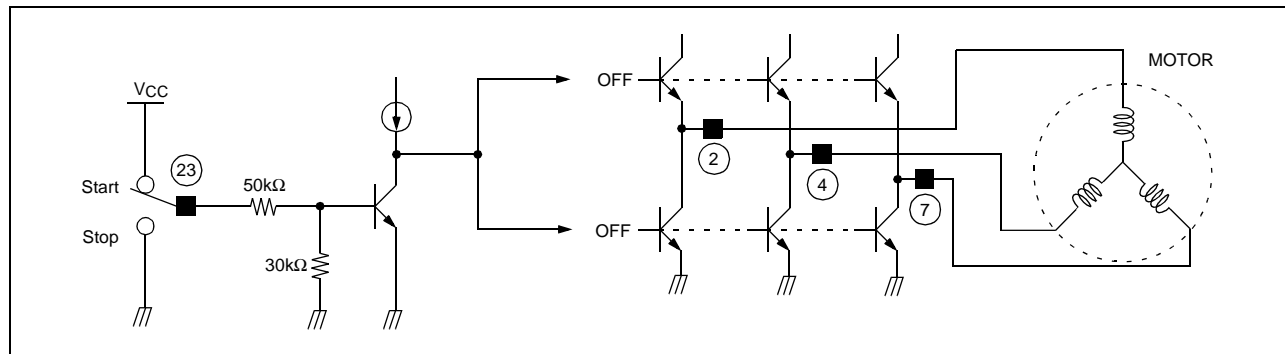 VCC
Start
23
50kΩ
Stop
30kΩ
OFF
OFF
2
4
7
MOTOR